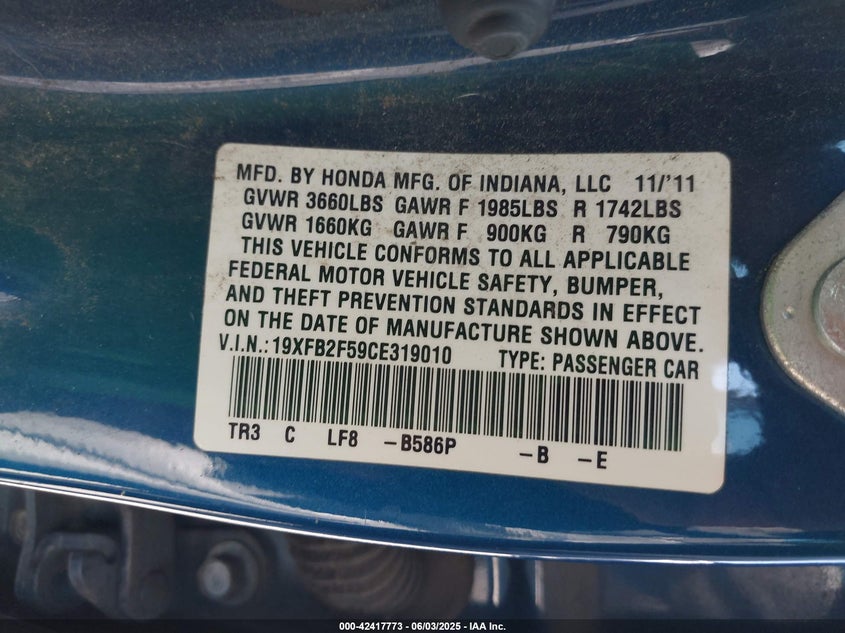 MFD. BY HONDA MFG. OF INDIANA, LLC 11/'11
GVWR 3660LBS GAWR F 1985LBS R 1742LBS
GVWR 1660KG GAWR F 900KG R 790KG
THIS VEHICLE CONFORMS TO ALL APPLICABLE
FEDERAL MOTOR VEHICLE SAFETY, BUMPER,
AND THEFT PREVENTION STANDARDS IN EFFECT
ON THE DATE OF MANUFACTURE SHOWN ABOVE.
V.I.N.: 19XFB2F59CE319010 TYPE: PASSENGER CAR
TR3 C LF8 -B586P -B -E
000-42417773 - 06/03/2025 - IAA Inc.